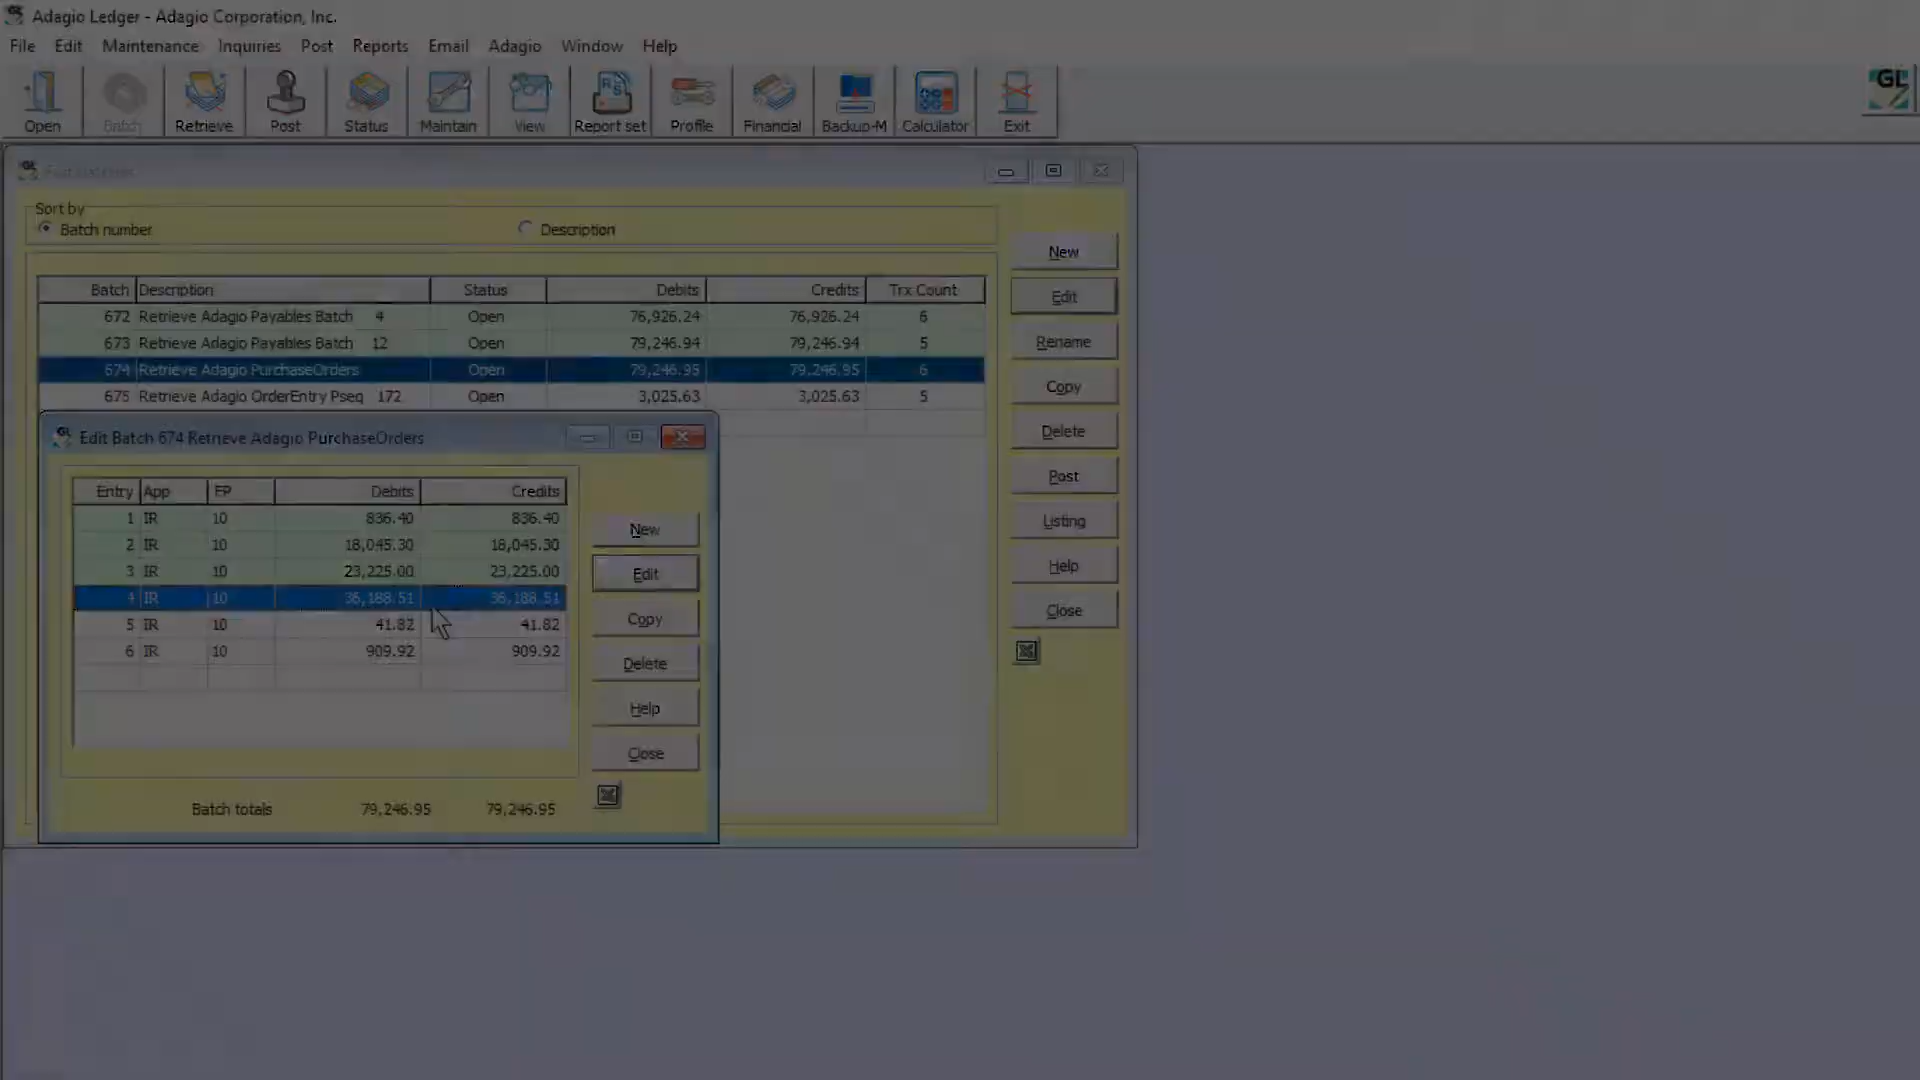 Adagio Ledger - Adagio Corporation, Inc.
File Edit Maintenance Inquiries Post Reports Email Adagio Window Help
Open Batch Retrieve Post Status Maintain View Report set Profile Financial Backup-M Calculator Exit
GL
Sort by
Batch number Description
Batch Description Status Debits Credits Trx Count
672 Retrieve Adagio Payables Batch 4 Open 76,926.24 76,926.24 6
673 Retrieve Adagio Payables Batch 12 Open 79,246.94 79,246.94 5
674 Retrieve Adagio PurchaseOrders Open 79,246.95 79,246.95 6
675 Retrieve Adagio OrderEntry Pseq 172 Open 3,025.63 3,025.63 5
New
Edit
Rename
Copy
Delete
Post
Listing
Help
Close
Edit Batch 674 Retrieve Adagio PurchaseOrders
Entry App FP Debits Credits
1 IR 10 836.40 836.40
2 IR 10 18,045.30 18,045.30
3 IR 10 23,225.00 23,225.00
4 IR 10 36,188.51 36,188.51
5 IR 10 41.82 41.82
6 IR 10 909.92 909.92
New
Edit
Copy
Delete
Help
Close
Batch totals 79,246.95 79,246.95